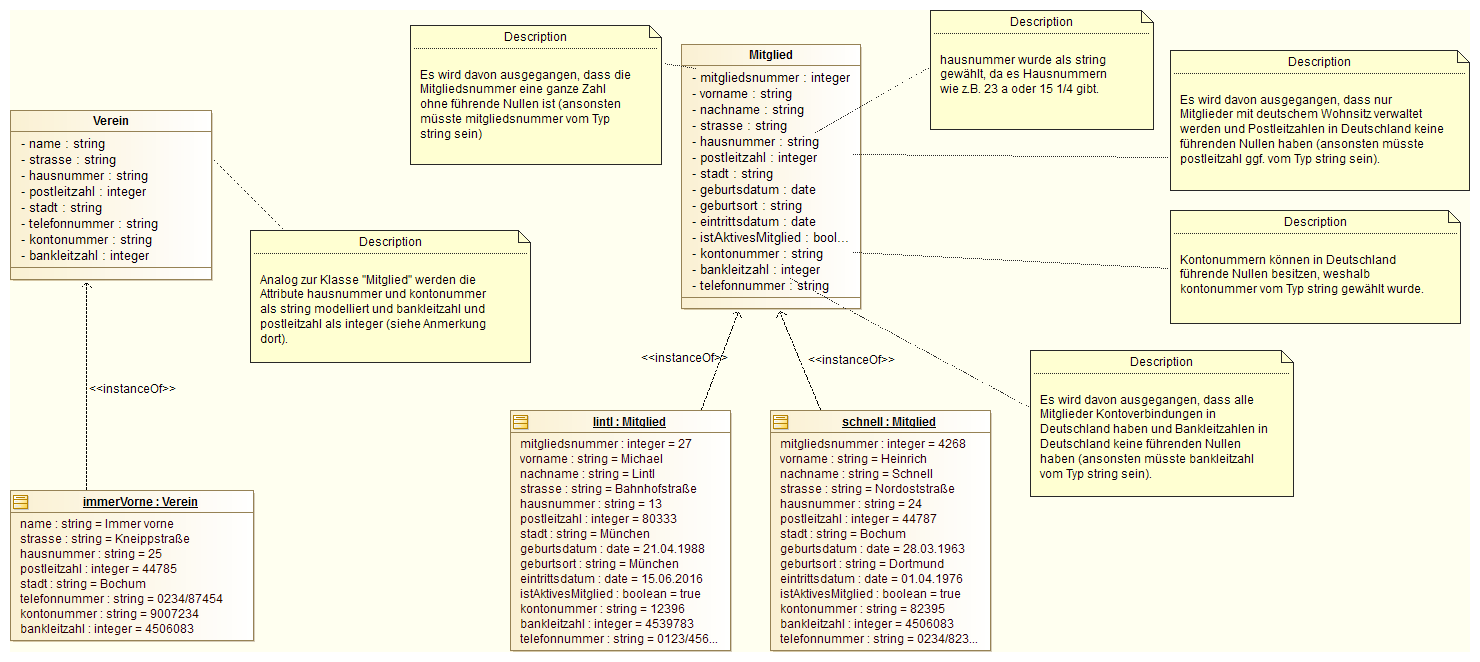 Verein
- name : string
- strasse : string
- hausnummer : string
- postleitzahl : integer
- stadt : string
- telefonnummer : string
- kontonummer : string
- bankleitzahl : integer
Description
Analog zur Klasse "Mitglied" werden die
Attribute hausnummer und kontonummer
als string modelliert und bankleitzahl und
postleitzahl als integer (siehe Anmerkung
dort).
<<instanceOf>>
immerVorne : Verein
name : string = Immer vorne
strasse : string = Kneippstraße
hausnummer : string = 25
postleitzahl : integer = 44785
stadt : string = Bochum
telefonnummer : string = 0234/87454
kontonummer : string = 9007234
bankleitzahl : integer = 4506083
Description
Es wird davon ausgegangen, dass die
Mitgliedsnummer eine ganze Zahl
ohne führende Nullen ist (ansonsten
müsste mitgliedsnummer vom Typ
string sein)
Mitglied
- mitgliedsnummer : integer
- vorname : string
- nachname : string
- strasse : string
- hausnummer : string
- postleitzahl : integer
- stadt : string
- geburtsdatum : date
- geburtsort : string
- eintrittsdatum : date
- istAktivesMitglied : bool...
- kontonummer : string
- bankleitzahl : integer
- telefonnummer : string
Description
hausnummer wurde als string
gewählt, da es Hausnummern
wie z.B. 23 a oder 15 1/4 gibt.
Description
Es wird davon ausgegangen, dass nur
Mitglieder mit deutschem Wohnsitz verwaltet
werden und Postleitzahlen in Deutschland keine
führenden Nullen haben (ansonsten müsste
postleitzahl ggf. vom Typ string sein).
Description
Kontonummern können in Deutschland
führende Nullen besitzen, weshalb
kontonummer vom Typ string gewählt wurde.
Description
Es wird davon ausgegangen, dass alle
Mitglieder Kontoverbindungen in
Deutschland haben und Bankleitzahlen in
Deutschland keine führenden Nullen
haben (ansonsten müsste bankleitzahl
vom Typ string sein).
<<instanceOf>>
<<instanceOf>>
lintl : Mitglied
mitgliedsnummer : integer = 27
vorname : string = Michael
nachname : string = Lintl
strasse : string = Bahnhofstraße
hausnummer : string = 13
postleitzahl : integer = 80333
stadt : string = München
geburtsdatum : date = 21.04.1988
geburtsort : string = München
eintrittsdatum : date = 15.06.2016
istAktivesMitglied : boolean = true
kontonummer : string = 12396
bankleitzahl : integer = 4539783
telefonnummer : string = 0123/456...
schnell : Mitglied
mitgliedsnummer : integer = 4268
vorname : string = Heinrich
nachname : string = Schnell
strasse : string = Nordoststraße
hausnummer : string = 24
postleitzahl : integer = 44787
stadt : string = Bochum
geburtsdatum : date = 28.03.1963
geburtsort : string = Dortmund
eintrittsdatum : date = 01.04.1976
istAktivesMitglied : boolean = true
kontonummer : string = 82395
bankleitzahl : integer = 4506083
telefonnummer : string = 0234/823...